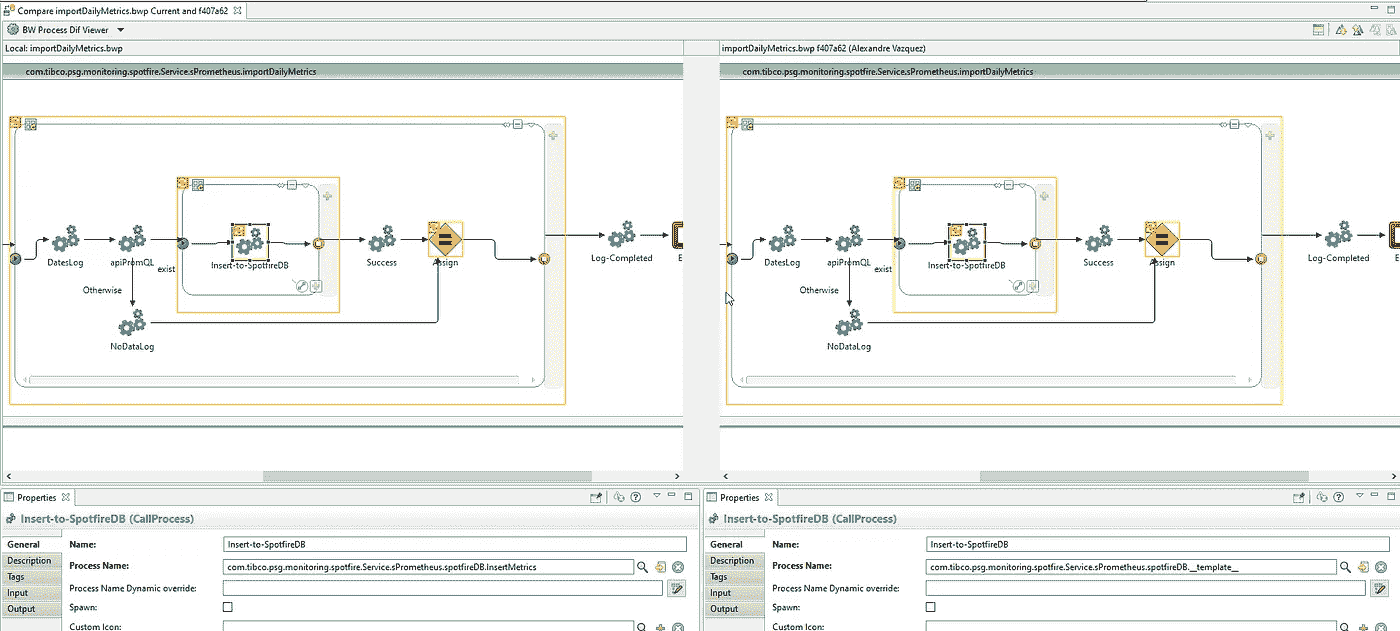 Compare importDailyMetrics.bwp Current and f407a62
BW Process Dif Viewer
Local: importDailyMetrics.bwp
importDailyMetrics.bwp f407a62 (Alexandre Vazquez)
com.tibco.psg.monitoring.spotfire.Service.sPrometheus.importDailyMetrics
com.tibco.psg.monitoring.spotfire.Service.sPrometheus.importDailyMetrics
DatesLog
apiPromQL
exist
Insert-to-SpotfireDB
Success
Assign
Log-Completed
E
Otherwise
NoDataLog
DatesLog
apiPromQL
exist
Insert-to-SpotfireDB
Success
Assign
Log-Completed
E
Otherwise
NoDataLog
Properties
Insert-to-SpotfireDB (CallProcess)
General
Description
Tags
Input
Output
Name:
Insert-to-SpotfireDB
Process Name:
com.tibco.psg.monitoring.spotfire.Service.sPrometheus.spotfireDB.InsertMetrics
Process Name Dynamic override:
Spawn:
Custom Icon:
Properties
Insert-to-SpotfireDB (CallProcess)
General
Description
Tags
Input
Output
Name:
Insert-to-SpotfireDB
Process Name:
com.tibco.psg.monitoring.spotfire.Service.sPrometheus.spotfireDB.__template__
Process Name Dynamic override:
Spawn:
Custom Icon: